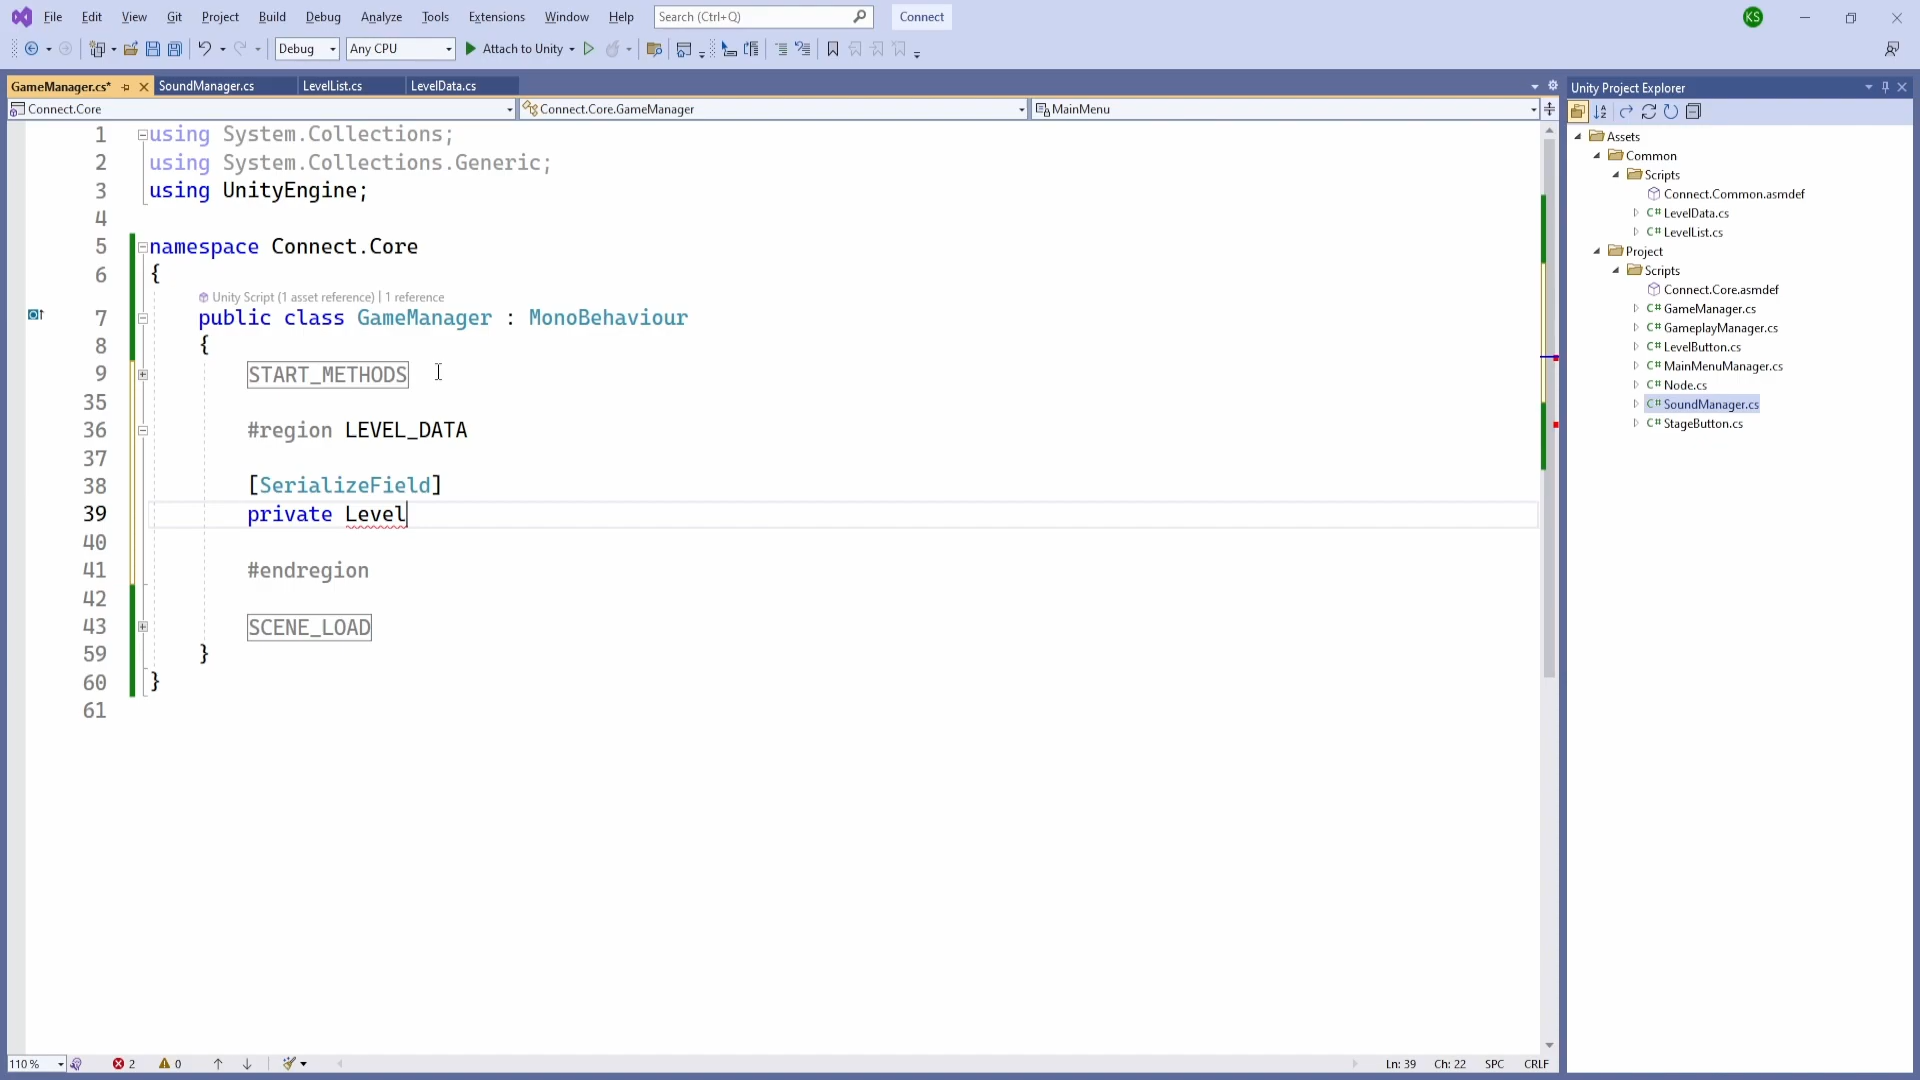 File Edit View Git Project Build Debug Analyze Tools Extensions Window Help Search (Ctrl+Q) Connect KS
Debug Any CPU Attach to Unity
GameManager.cs* SoundManager.cs LevelList.cs LevelData.cs
Connect.Core Connect.Core.GameManager MainMenu
1 using System.Collections;
2 using System.Collections.Generic;
3 using UnityEngine;
4
5 namespace Connect.Core
6 {
Unity Script (1 asset reference) | 1 reference
7 public class GameManager : MonoBehaviour
8 {
9 START_METHODS
35
36 #region LEVEL_DATA
37
38 [SerializeField]
39 private Level
40
41 #endregion
42
43 SCENE_LOAD
59 }
60 }
61
110 % 2 0 Ln: 39 Ch: 22 SPC CRLF
Unity Project Explorer
Assets
Common
Scripts
Connect.Common.asmdef
C# LevelData.cs
C# LevelList.cs
Project
Scripts
Connect.Core.asmdef
C# GameManager.cs
C# GameplayManager.cs
C# LevelButton.cs
C# MainMenuManager.cs
C# Node.cs
C# SoundManager.cs
C# StageButton.cs